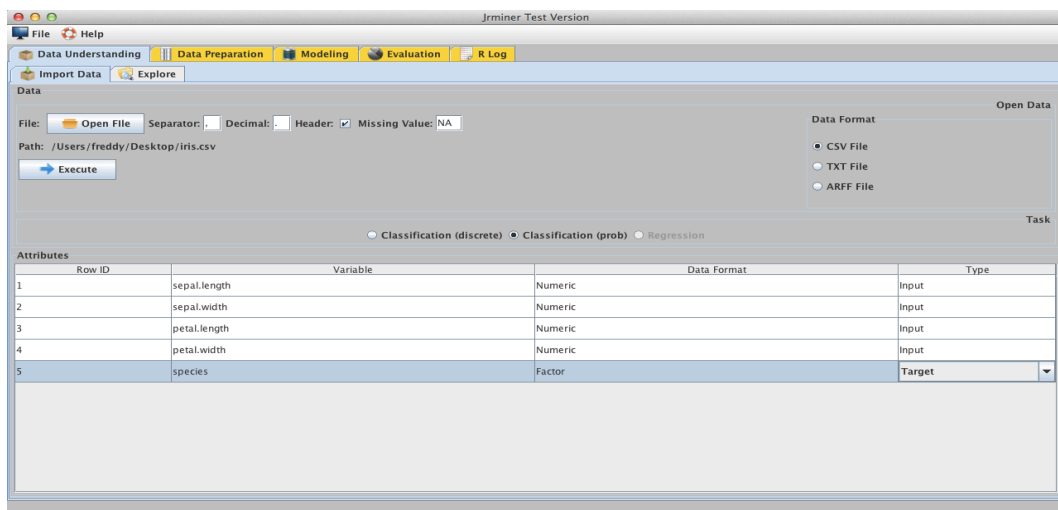 Jrminer Test Version
File Help
Data Understanding Data Preparation Modeling Evaluation R Log
Import Data Explore
Data
Open Data
File: Open FIle Separator: , Decimal: . Header: Missing Value: NA
Data Format
Path: /Users/freddy/Desktop/iris.csv
CSV File
Execute
TXT File
ARFF File
Task
Classification (discrete) Classification (prob) Regression
Attributes
Row ID Variable Data Format Type
1 sepal.length Numeric Input
2 sepal.width Numeric Input
3 petal.length Numeric Input
4 petal.width Numeric Input
5 species Factor Target